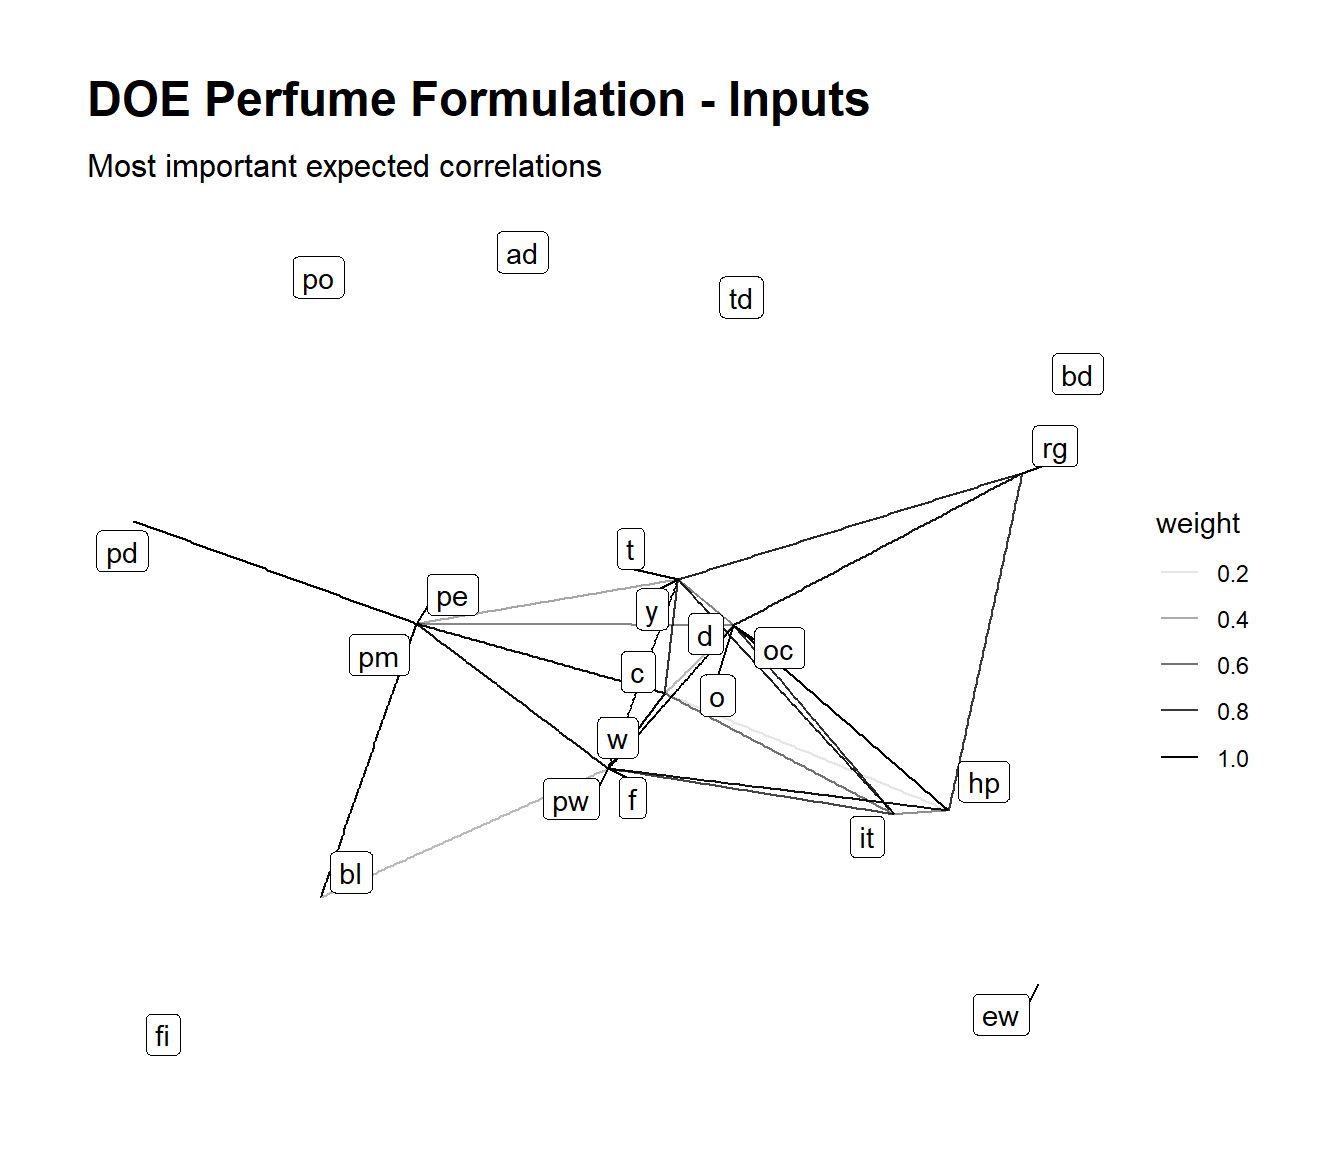 DOE Perfume Formulation - Inputs
Most important expected correlations
ad
po
td
bd
rg
pd
t
pe
y
d
pm
oc
c
o
w
hp
pw
f
it
bl
ew
fi
weight
0.2
0.4
0.6
0.8
1.0